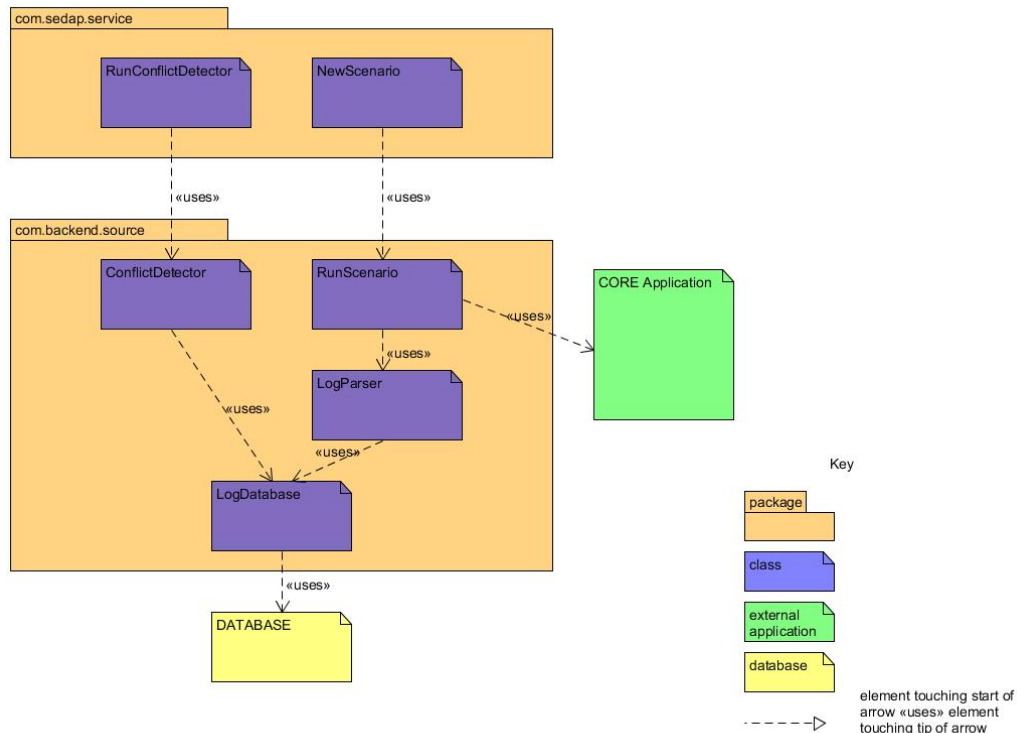 com.sedap.service
RunConflictDetector
NewScenario
«uses»
«uses»
com.backend.source
ConflictDetector
RunScenario
CORE Application
«uses»
«uses»
LogParser
«uses»
«uses»
LogDatabase
«uses»
DATABASE
Key
package
class
external
application
database
element touching start of
arrow «uses» element
touching tip of arrow